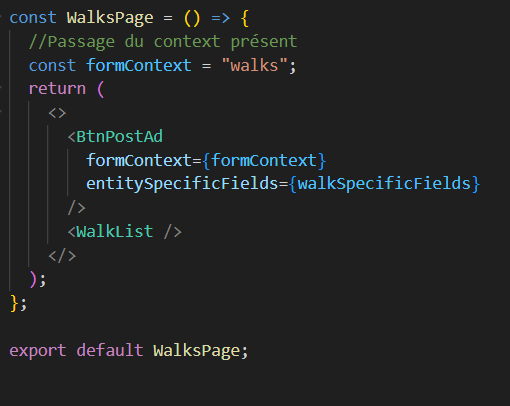 const WalksPage = () => {
//Passage du context présent
const formContext = "walks";
return (
<>
<BtnPostAd
formContext={formContext}
entitySpecificFields={walkSpecificFields}
/>
<WalkList />
</>
);
};
export default WalksPage;